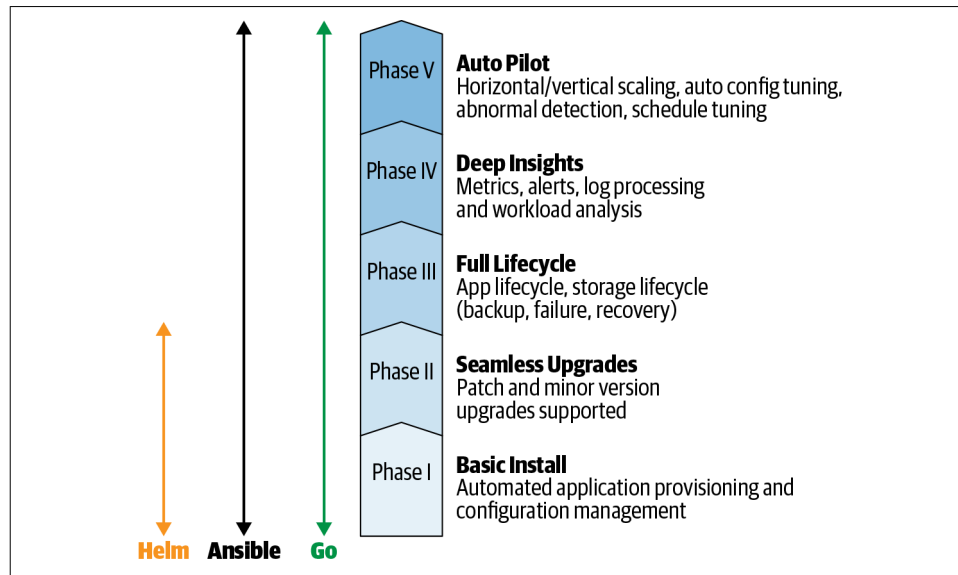 Phase V
Auto Pilot
Horizontal/vertical scaling, auto config tuning,
abnormal detection, schedule tuning
Phase IV
Deep Insights
Metrics, alerts, log processing
and workload analysis
Phase III
Full Lifecycle
App lifecycle, storage lifecycle
(backup, failure, recovery)
Phase II
Seamless Upgrades
Patch and minor version
upgrades supported
Phase I
Basic Install
Automated application provisioning and
configuration management
Helm Ansible Go